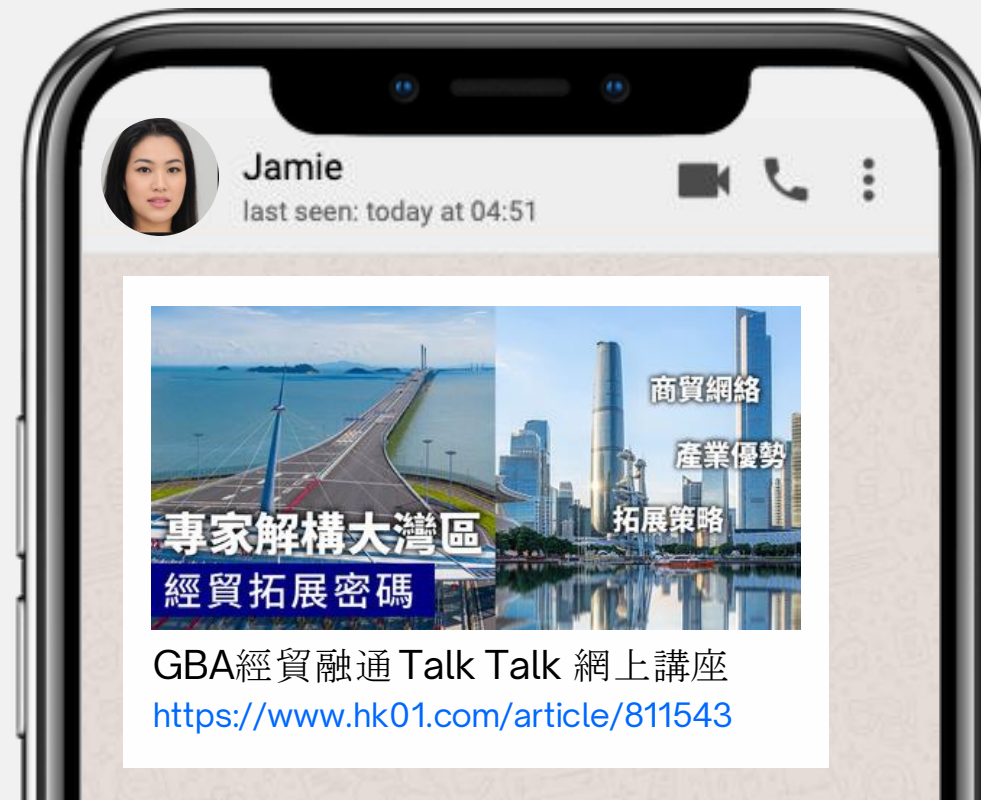 Jamie
last seen: today at 04:51
專家解構大灣區
經貿拓展密碼
商貿網絡
產業優勢
拓展策略
GBA經貿融通 Talk Talk 網上講座
https://www.hk01.com/article/811543